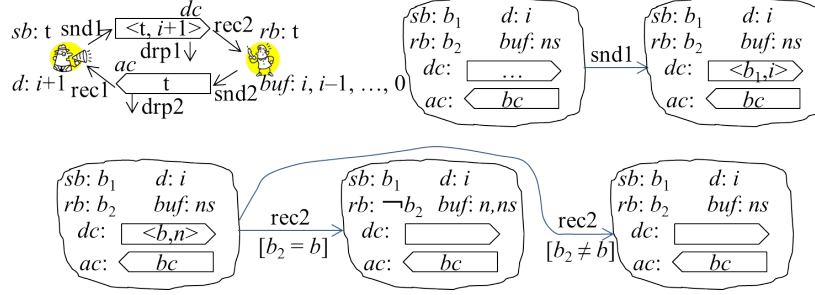 dc
sb: t snd1 <t, i+1> rec2 rb: t
drp1↓
ac
d: i+1 rec1 t snd2 buf: i, i–1, …, 0
↓drp2
sb: b₁ d: i
rb: b₂ buf: ns
dc: …
ac: bc
snd1
sb: b₁ d: i
rb: b₂ buf: ns
dc: <b₁,i>
ac: bc
sb: b₁ d: i
rb: b₂ buf: ns
dc: <b,n>
ac: bc
rec2
[b₂ = b]
sb: b₁ d: i
rb: ¬b₂ buf: n,ns
dc:
ac: bc
rec2
[b₂ ≠ b]
sb: b₁ d: i
rb: b₂ buf: ns
dc:
ac: bc